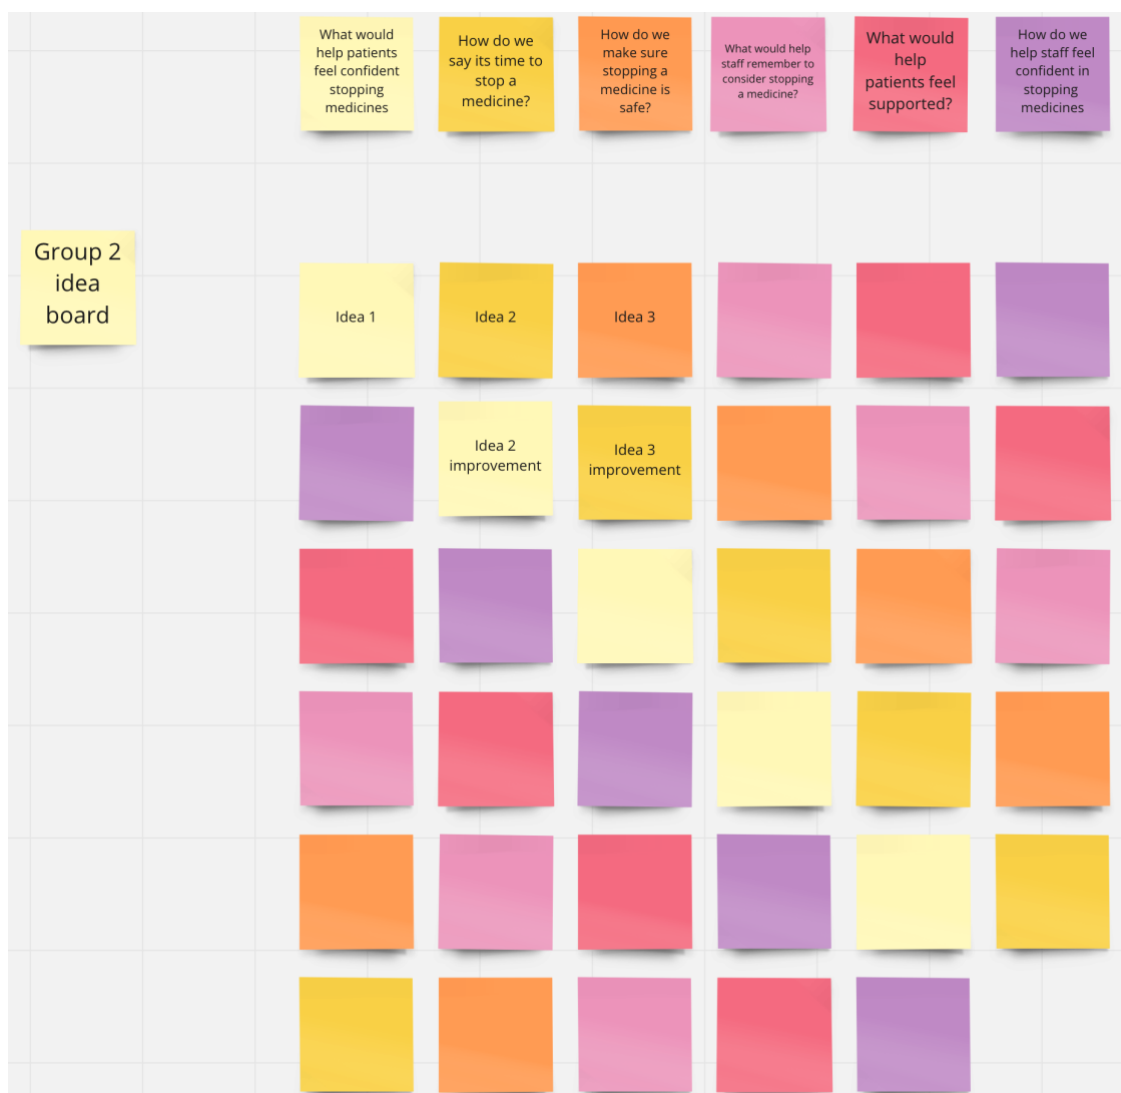 What would
help patients
feel confident
stopping
medicines
How do we
say its time to
stop a
medicine?
How do we
make sure
stopping a
medicine is
safe?
What would help
staff remember to
consider stopping
a medicine?
What would
help
patients feel
supported?
How do we
help staff feel
confident in
stopping
medicines
Group 2
idea
board
Idea 1
Idea 2
Idea 3
Idea 2
improvement
Idea 3
improvement